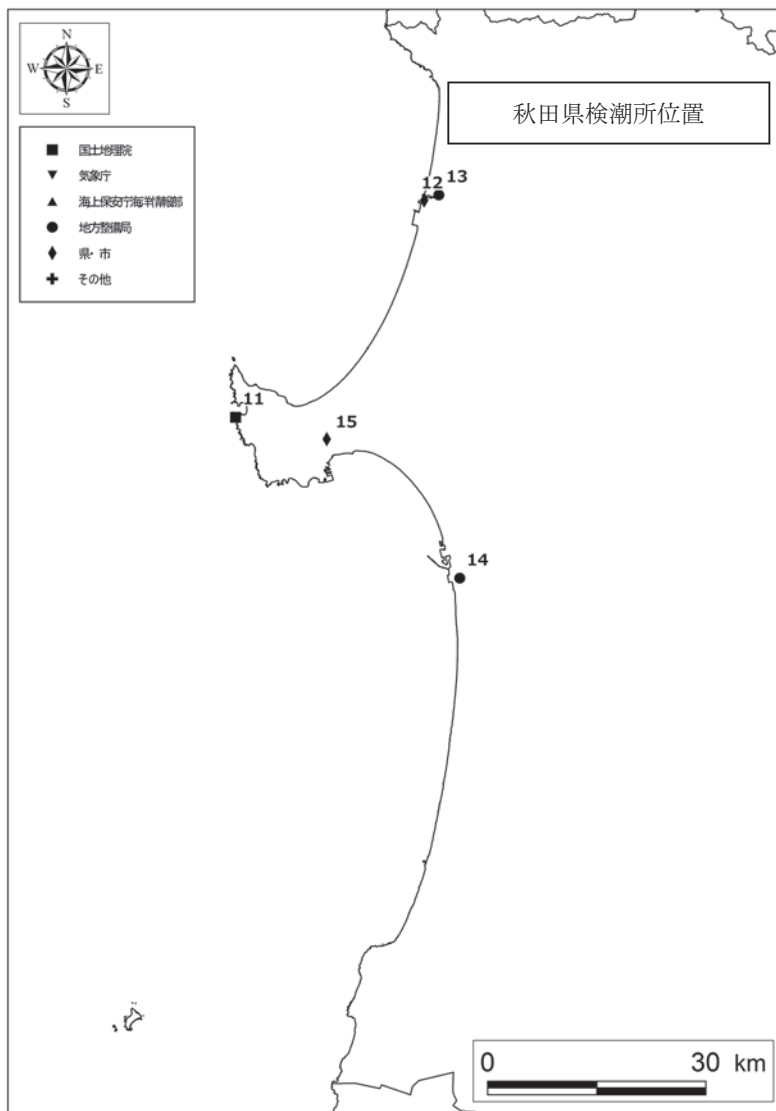 N
W E
S
秋田県検潮所位置
国土地理院
気象庁
海上保安庁海洋情報部
地方整備局
県・市
その他
12 13
11
15
14
0 30 km